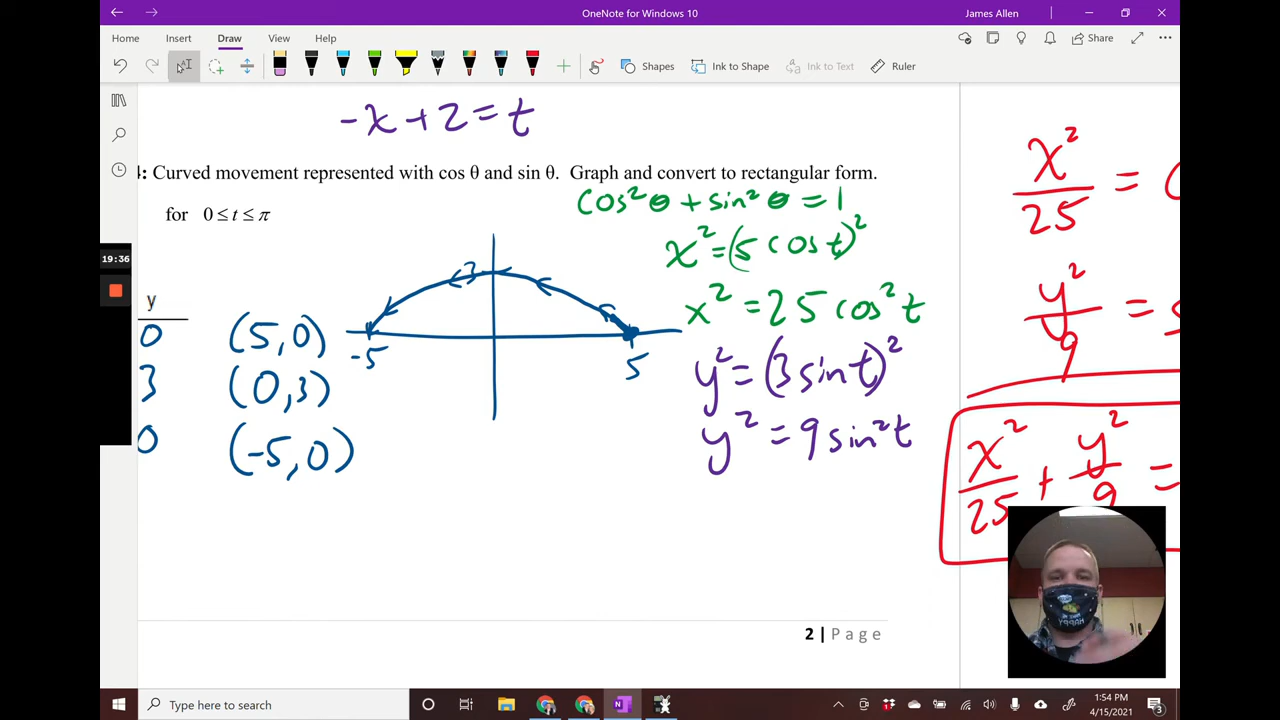 OneNote for Windows 10
James Allen
Home Insert Draw View Help
Share
Shapes Ink to Shape Ink to Text Ruler
-x+2=t
4: Curved movement represented with cos θ and sin θ. Graph and convert to rectangular form.
for 0 ≤ t ≤ π
cos²θ + sin²θ = 1
x² = (5 cos t)²
x² = 25 cos² t
y² = (3 sin t)²
y² = 9 sin² t
19:36
y
0 (5,0)
3 (0,3)
0 (-5,0)
3
-5
5
x²/25 =
y²/9 =
x²/25 + y²/9 =
2 | Page
HAPPY
Type here to search
1:54 PM
4/15/2021
3